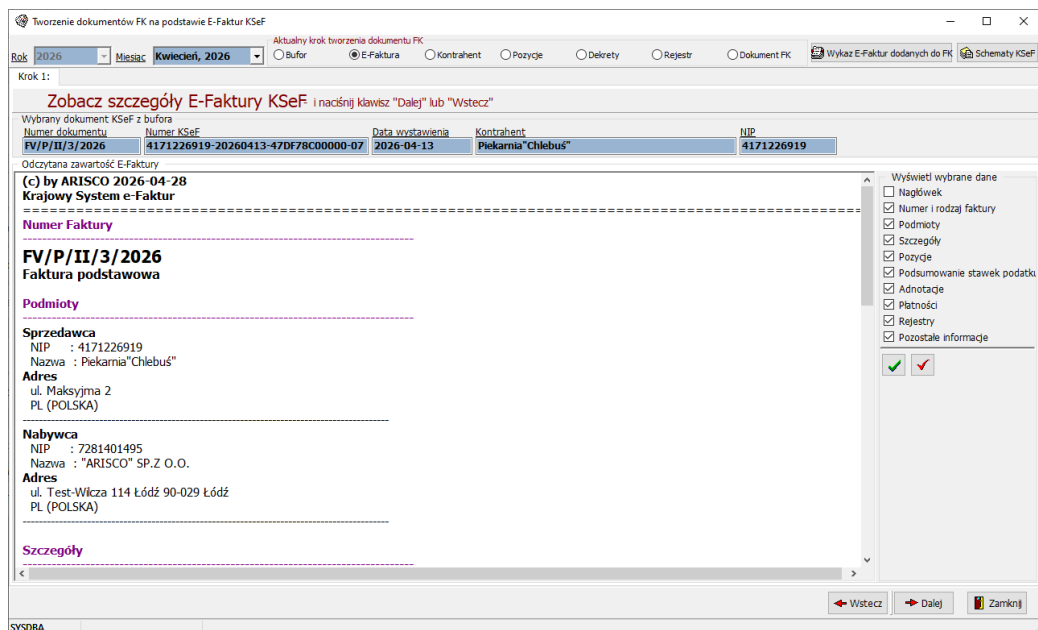 Tworzenie dokumentów FK na podstawie E-Faktur KSeF
Rok 2026 Miesiąc Kwiecień, 2026
Aktualny krok tworzenia dokumentu FK
Bufor E-Faktura Kontrahent Pozycje Dekrety Rejestr Dokument FK
Wykaz E-Faktur dodanych do FK Schematy KSeF
Krok 1:
Zobacz szczegóły E-Faktury KSeF- i naciśnij klawisz "Dalej" lub "Wstecz"
Wybrany dokument KSeF z bufora
Numer dokumentu Numer KSeF Data wystawienia Kontrahent NIP
FV/P/II/3/2026 4171226919-20260413-47DF78C00000-07 2026-04-13 Piekarnia"Chlebuś" 4171226919
Odczytana zawartość E-Faktury
(c) by ARISCO 2026-04-28
Krajowy System e-Faktur
Numer Faktury
FV/P/II/3/2026
Faktura podstawowa
Podmioty
Sprzedawca
NIP : 4171226919
Nazwa : Piekarnia"Chlebuś"
Adres
ul. Maksyjma 2
PL (POLSKA)
Nabywca
NIP : 7281401495
Nazwa : "ARISCO" SP.Z O.O.
Adres
ul. Test-Wilcza 114 Łódź 90-029 Łódź
PL (POLSKA)
Szczegóły
Wyświetl wybrane dane
Nagłówek
Numer i rodzaj faktury
Podmioty
Szczegóły
Pozycje
Podsumowanie stawek podatku
Adnotacje
Płatności
Rejestry
Pozostałe informacje
Wstecz Dalej Zamknij
SYSDBA